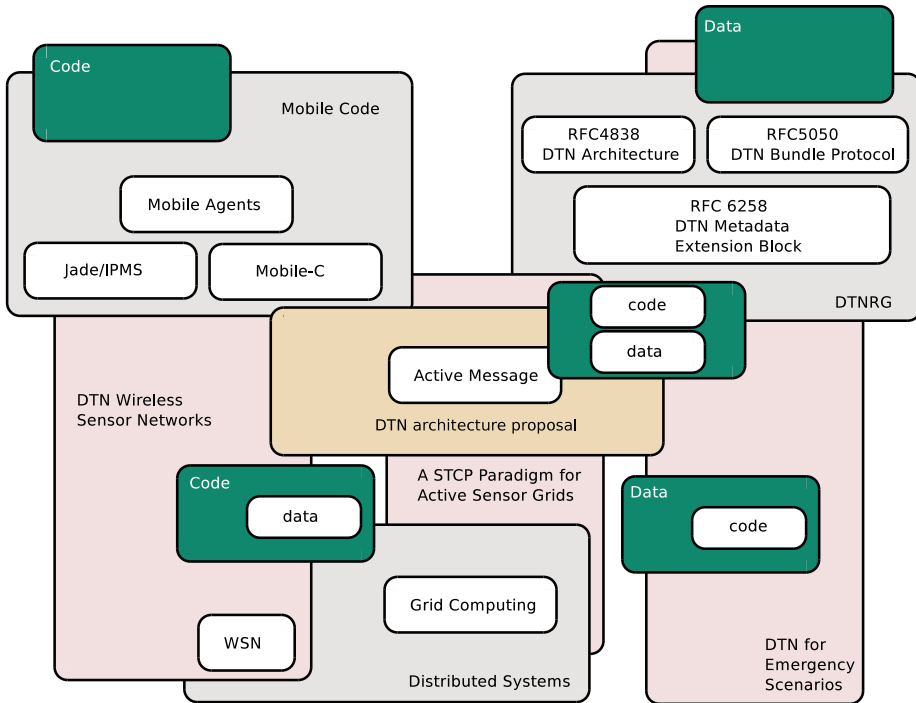 Code
Mobile Code
Mobile Agents
Jade/IPMS
Mobile-C
Data
RFC4838
DTN Architecture
RFC5050
DTN Bundle Protocol
RFC 6258
DTN Metadata
Extension Block
DTNRG
code
data
Active Message
DTN architecture proposal
DTN Wireless
Sensor Networks
A STCP Paradigm for
Active Sensor Grids
Code
data
Data
code
Grid Computing
WSN
Distributed Systems
DTN for
Emergency
Scenarios